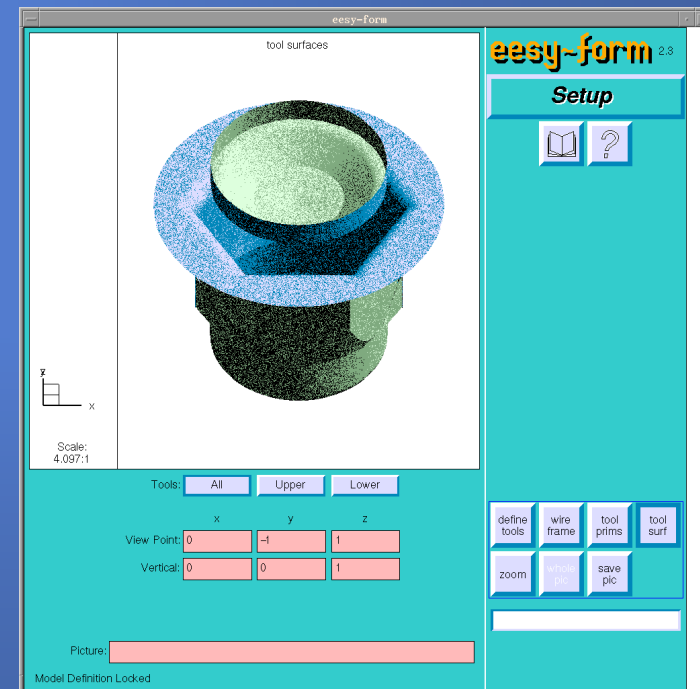 eesy-form
tool surfaces
eesy-form 2.3
Setup
?
z
y
x
Scale:
4.097:1
Tools: All Upper Lower
x y z
View Point: 0 -1 1
Vertical: 0 0 1
define tools
wire frame
tool prims
tool surf
zoom
whole pic
save pic
Picture:
Model Definition Locked